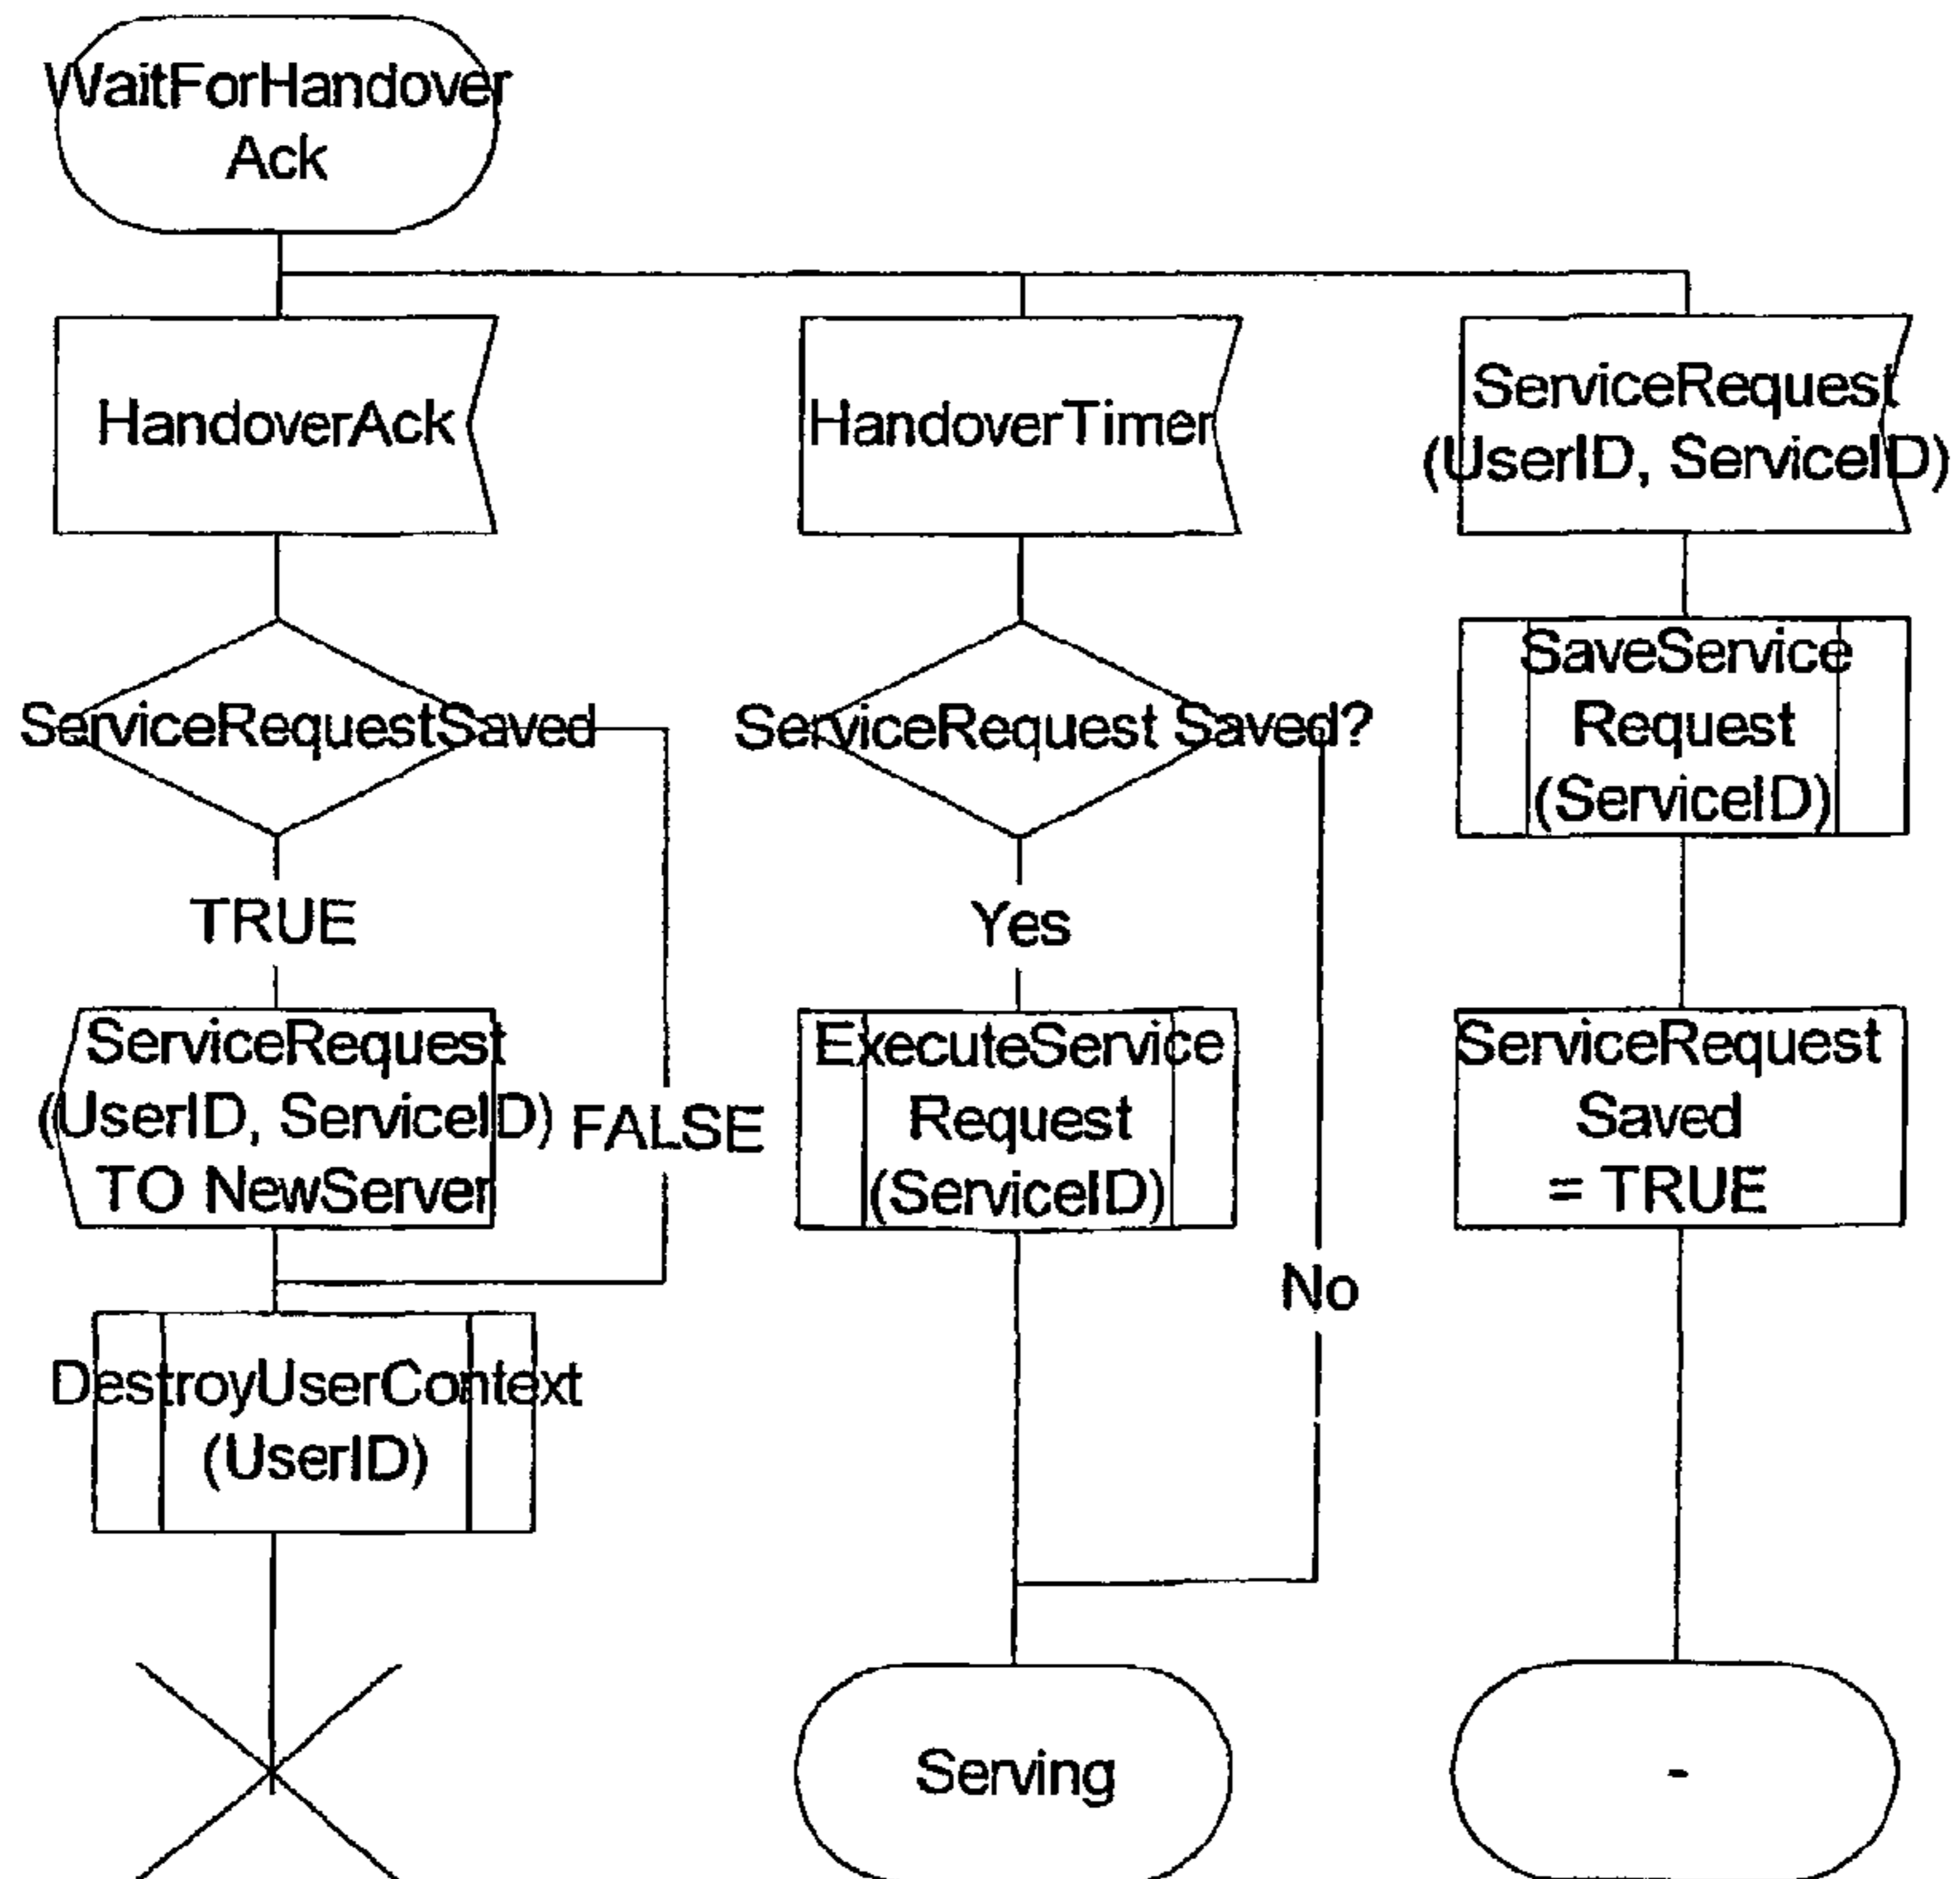 WaitForHandover
Ack
HandoverAck
HandoverTimer
ServiceRequest
(UserID, ServiceID)
ServiceRequestSaved
ServiceRequest Saved?
SaveService
Request
(ServiceID)
TRUE
Yes
ServiceRequest
(UserID, ServiceID)
TO NewServer
FALSE
ExecuteService
Request
(ServiceID)
ServiceRequest
Saved
= TRUE
No
DestroyUserContext
(UserID)
Serving
-